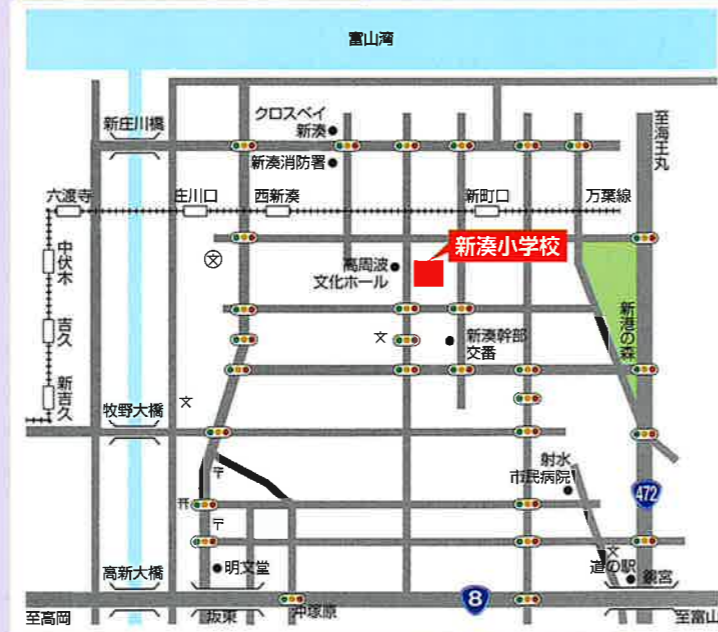 富山湾
新庄川橋
クロスベイ
新湊
至海王丸
新湊消防署
六渡寺
庄川口
西新湊
新町口
万葉線
新湊小学校
中伏木
高周波
文化ホール
文
新港の森
吉久
文
新湊幹部
交番
新吉久
文
牧野大橋
〒
射水
市民病院
472
〒
高新大橋
明文堂
文
道の駅
鏡宮
至高岡
坂東
沖塚原
8
至富山